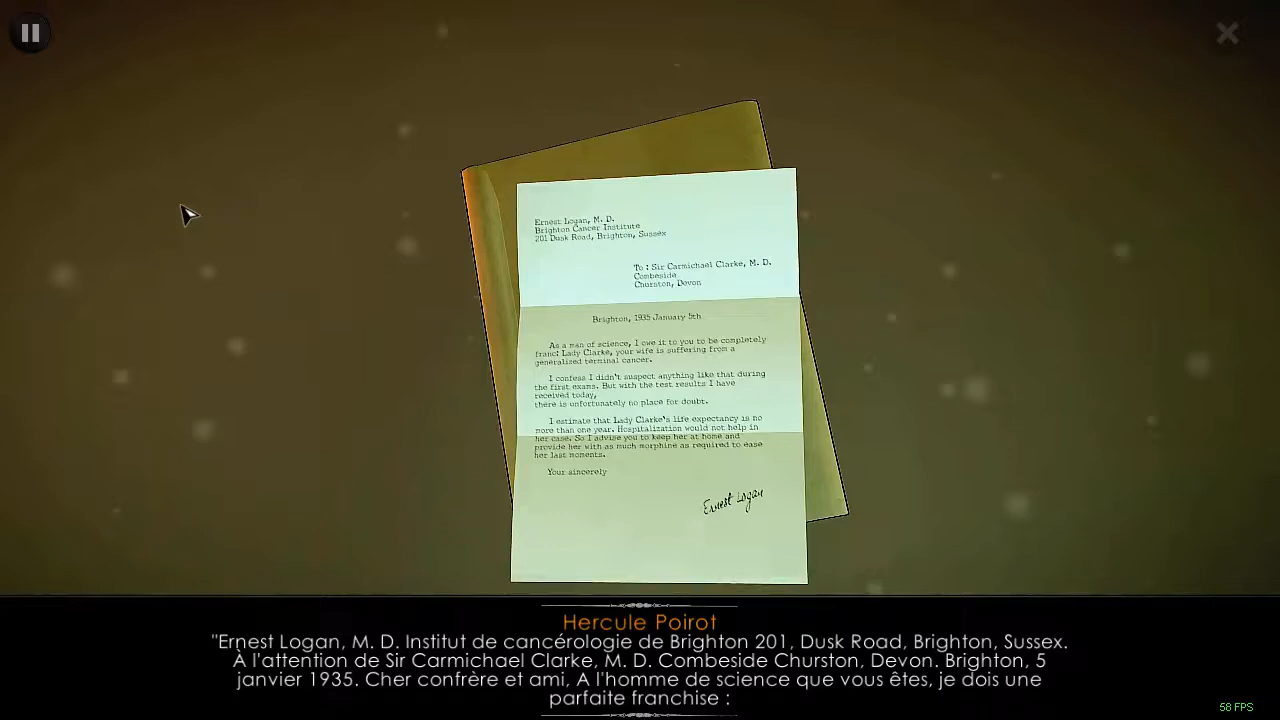 Ernest Logan, M. D.
Brighton Cancer Institute
201 Dusk Road, Brighton, Sussex
To : Sir Carmichael Clarke, M. D.
Combeside
Churston, Devon
Brighton, 1935 January 5th
As a man of science, I owe it to you to be completely
franc: Lady Clarke, your wife is suffering from a
generalized terminal cancer.
I confess I didn't suspect anything like that during
the first exams. But with the test results I have
received today,
there is unfortunately no place for doubt.
I estimate that Lady Clarke's life expectancy is no
more than one year. Hospitalization would not help in
her case. So I advise you to keep her at home and
provide her with as much morphine as required to ease
her last moments.
Your sincerely
Ernest Logan
Hercule Poirot
"Ernest Logan, M. D. Institut de cancérologie de Brighton 201, Dusk Road, Brighton, Sussex.
À l'attention de Sir Carmichael Clarke, M. D. Combeside Churston, Devon. Brighton, 5
janvier 1935. Cher confrère et ami, A l'homme de science que vous êtes, je dois une
parfaite franchise :
58 FPS